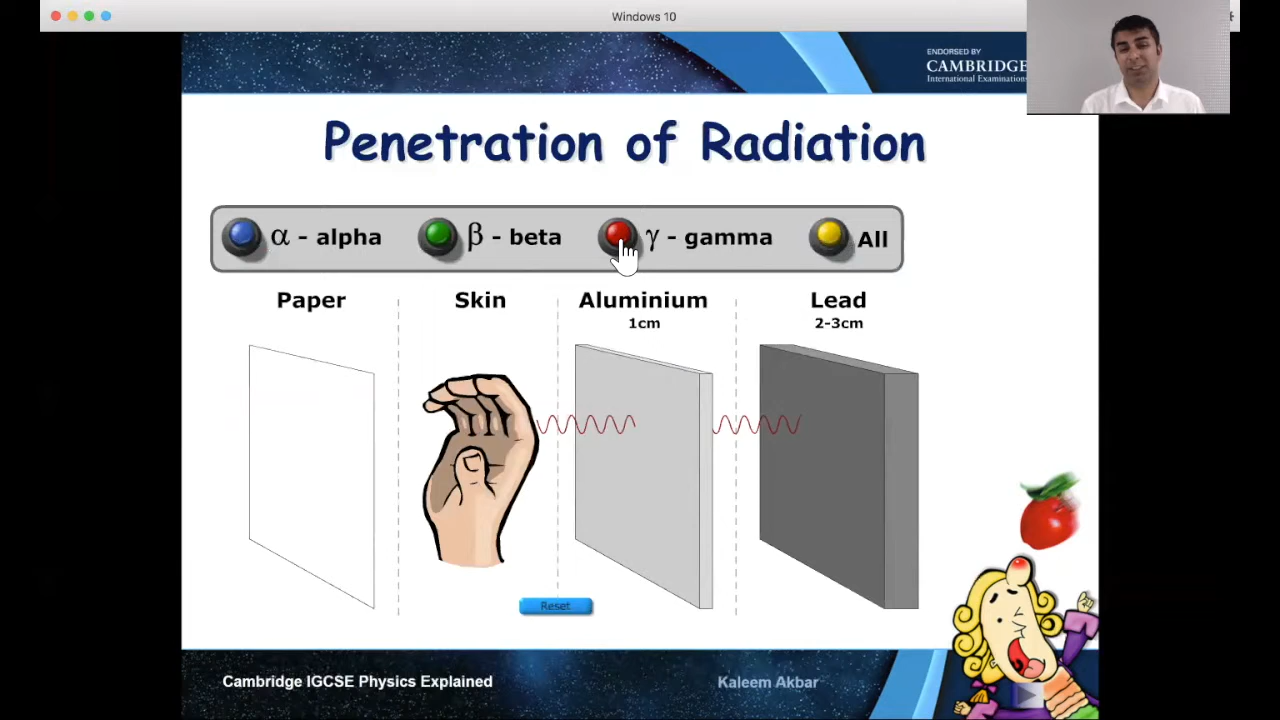 Windows 10
ENDORSED BY
CAMBRIDGE
International Examinations
Penetration of Radiation
α - alpha
β - beta
γ - gamma
All
Paper
Skin
Aluminium
1cm
Lead
2-3cm
Reset
Cambridge IGCSE Physics Explained
Kaleem Akbar